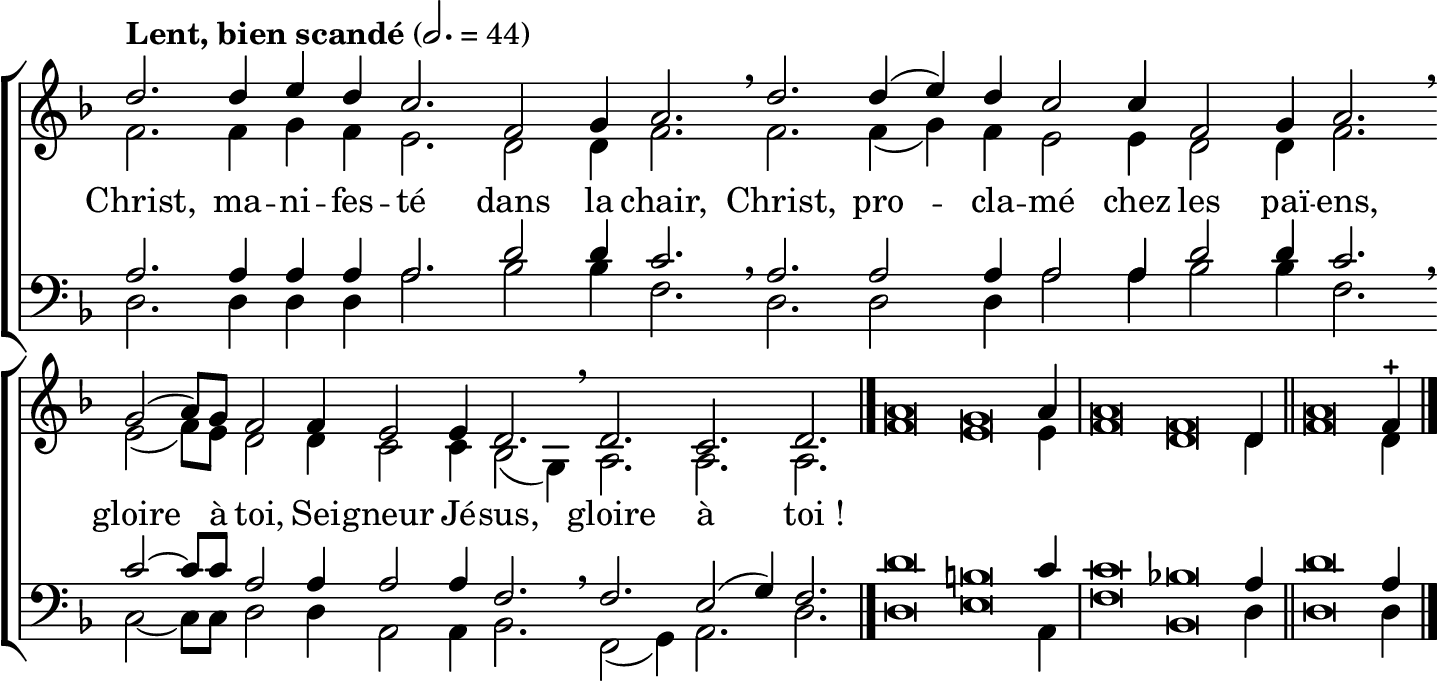 Lent, bien scandé (𝅗𝅥. = 44)
Christ, ma - ni - fes - té dans la chair, Christ, pro - cla - mé chez les paï - ens,
gloire à toi, Seigneur Jésus, gloire à toi !